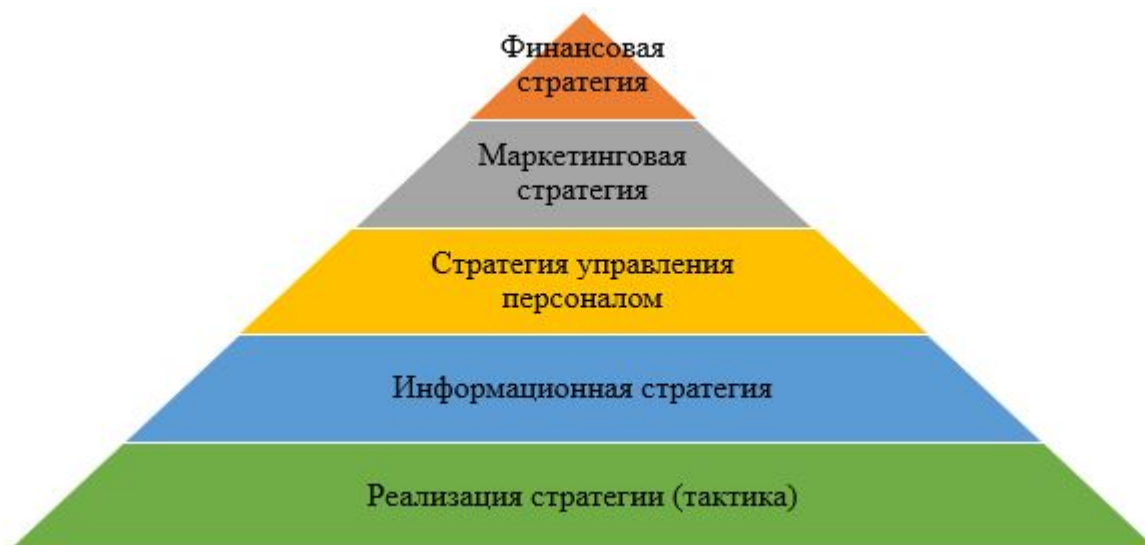 Финансовая
стратегия
Маркетинговая
стратегия
Стратегия управления
персоналом
Информационная стратегия
Реализация стратегии (тактика)